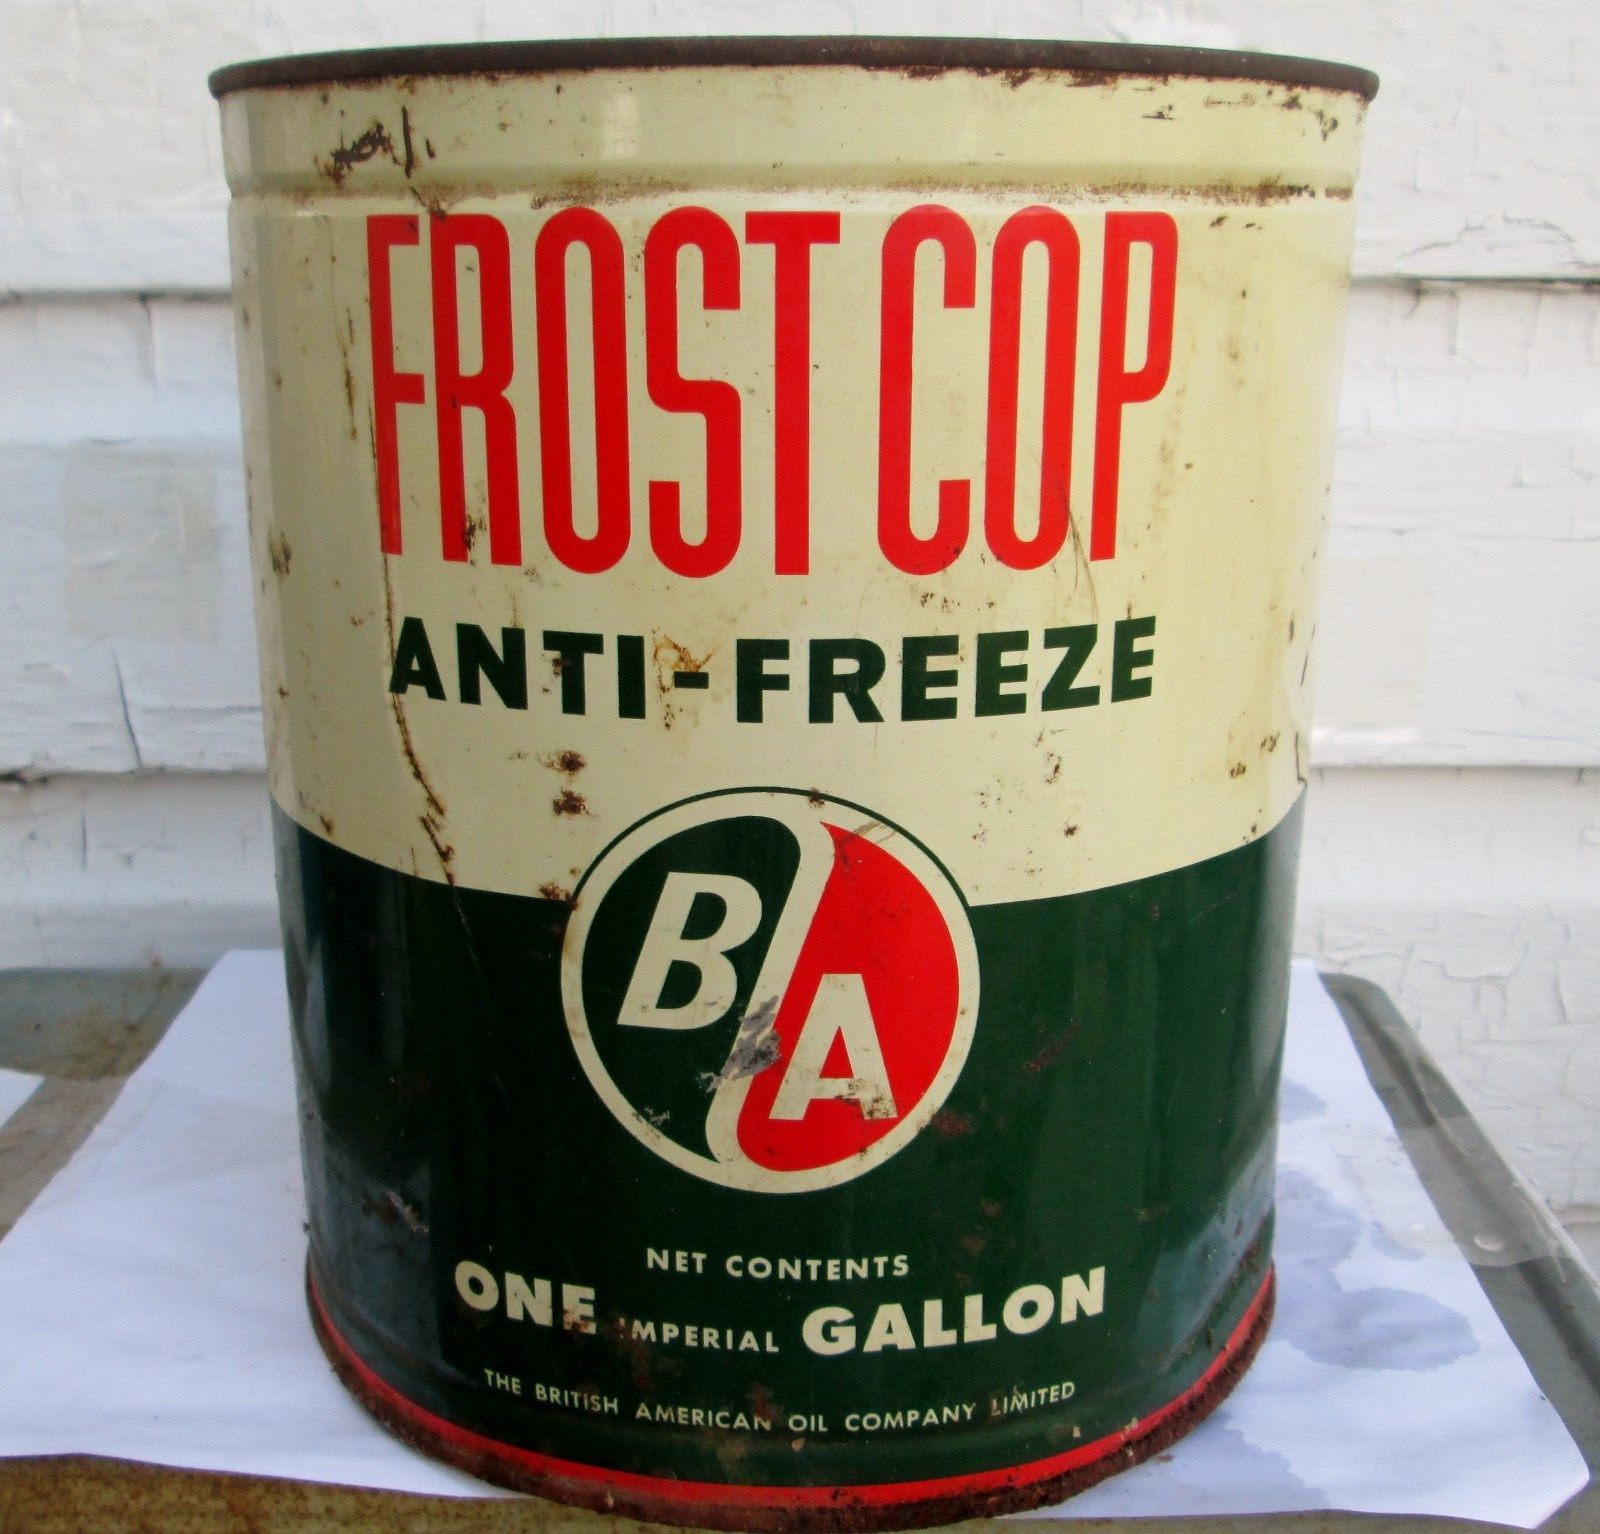 FROST COP
ANTI-FREEZE
B A
NET CONTENTS
ONE IMPERIAL GALLON
THE BRITISH AMERICAN OIL COMPANY LIMITED